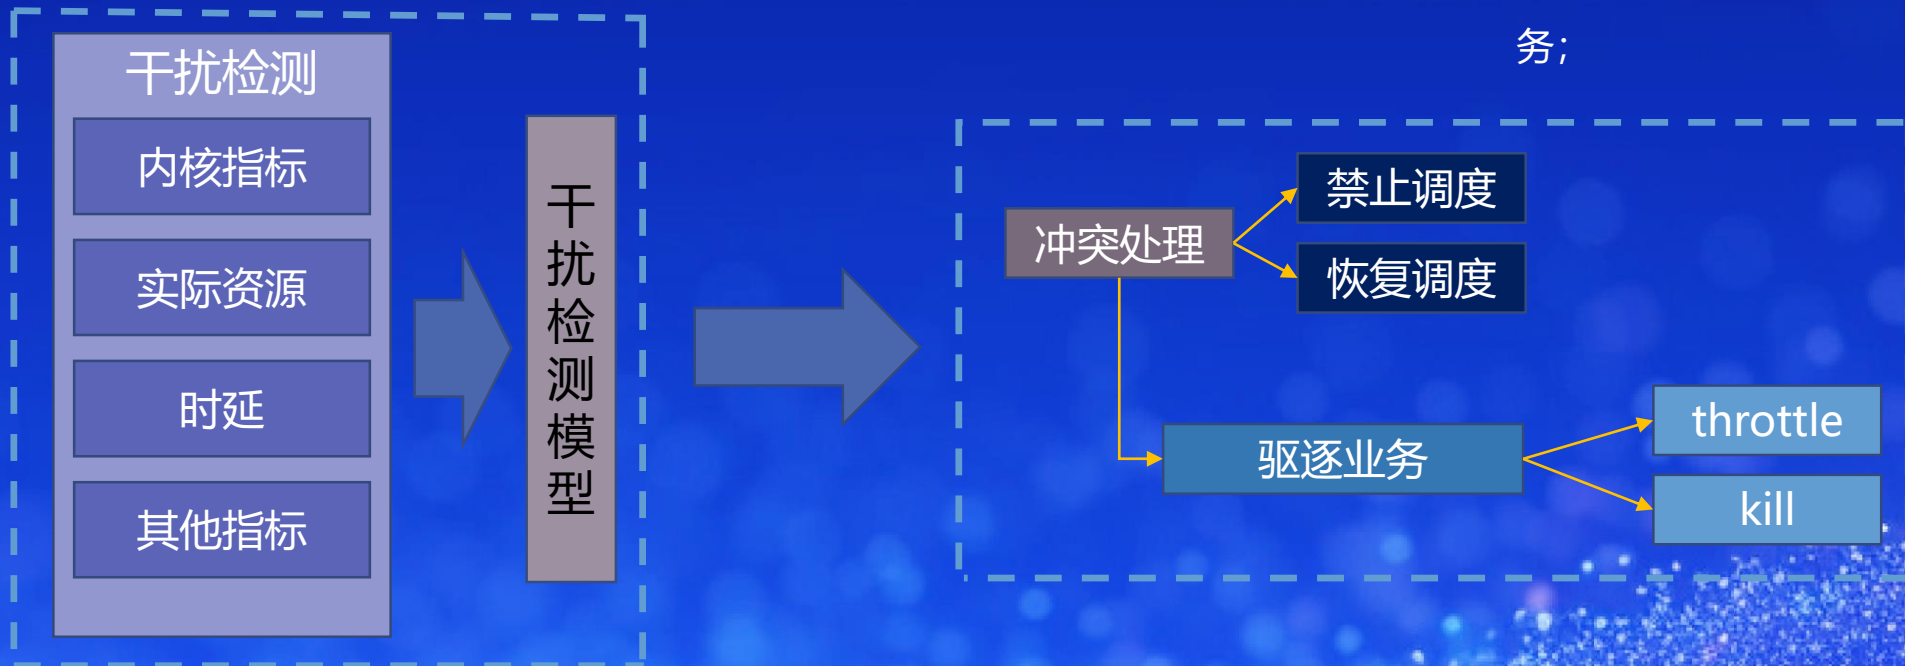 务;
干扰检测
内核指标
实际资源
时延
其他指标
干扰检测模型
冲突处理
禁止调度
恢复调度
驱逐业务
throttle
kill